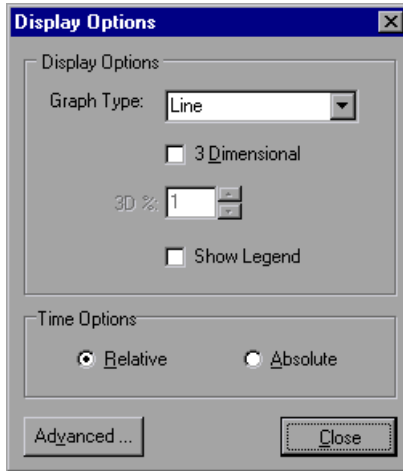 Display Options
Display Options
Graph Type: Line
3 Dimensional
3D %: 1
Show Legend
Time Options
Relative Absolute
Advanced ... Close